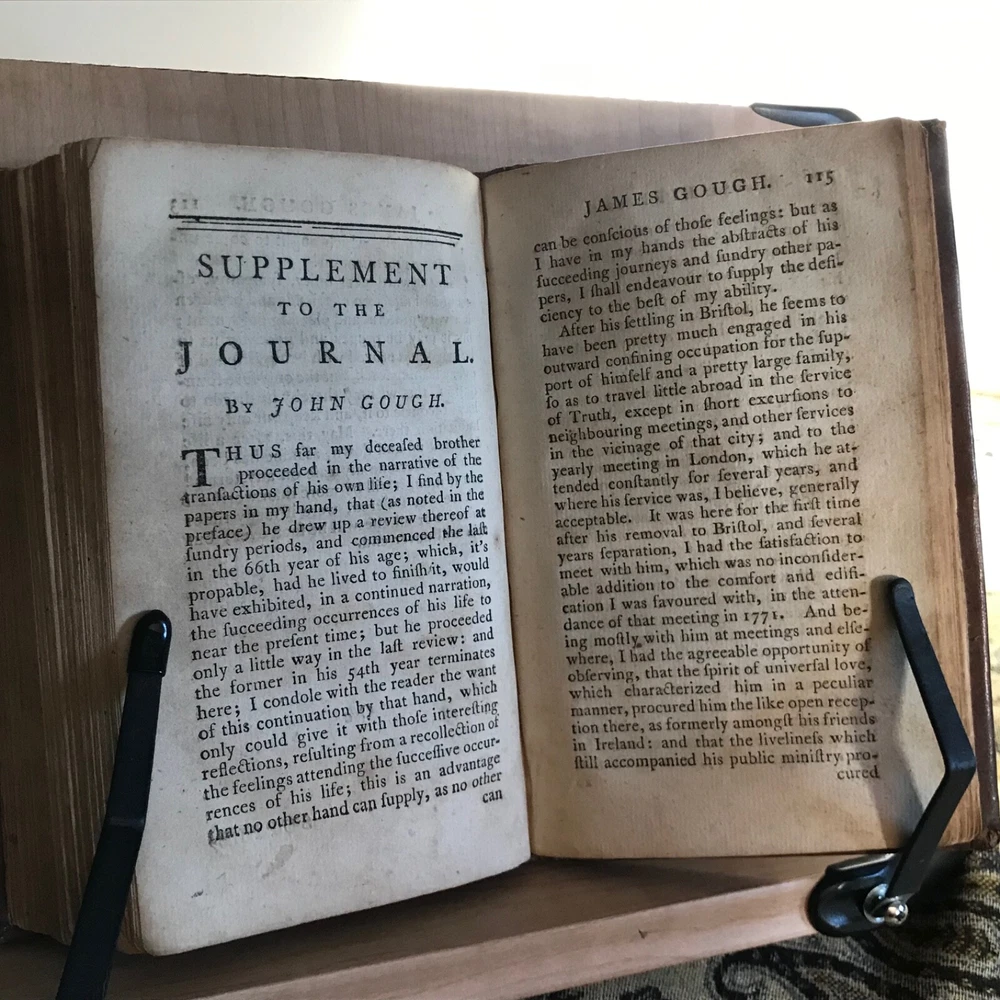 SUPPLEMENT
TO THE
JOURNAL.
By JOHN GOUGH.
THUS far my deceaſed brother
proceeded in the narrative of the
tranſactions of his own life; I find by the
papers in my hand, that (as noted in the
preface) he drew up a review thereof at
ſundry periods, and commenced the laſt
in the 66th year of his age; which, it's
propable, had he lived to finiſh it, would
have exhibited, in a continued narration,
the ſucceeding occurrences of his life to
near the preſent time; but he proceeded
only a little way in the laſt review: and
the former in his 54th year terminates
here; I condole with the reader the want
of this continuation by that hand, which
only could give it with thoſe intereſting
reflections, reſulting from a recollection of
the feelings attending the ſucceſſive occur-
rences of his life; this is an advantage
that no other hand can ſupply, as no other
can
JAMES GOUGH. 115
can be conſcious of thoſe feelings: but as
I have in my hands the abſtracts of his
ſucceeding journeys and ſundry other pa-
pers, I ſhall endeavour to ſupply the defi-
ciency to the beſt of my ability.
After his ſettling in Briſtol, he ſeems to
have been pretty much engaged in his
outward confining occupation for the ſup-
port of himſelf and a pretty large family,
ſo as to travel little abroad in the ſervice
of Truth, except in ſhort excurſions to
neighbouring meetings, and other ſervices
in the vicinage of that city; and to the
yearly meeting in London, which he at-
tended conſtantly for ſeveral years, and
where his ſervice was, I believe, generally
acceptable. It was here for the firſt time
after his removal to Briſtol, and ſeveral
years ſeparation, I had the ſatisfaction to
meet with him, which was no inconſider-
able addition to the comfort and edifi-
cation I was favoured with, in the atten-
dance of that meeting in 1771. And be-
ing moſtly with him at meetings and elſe-
where, I had the agreeable opportunity of
obſerving, that the ſpirit of univerſal love,
which characterized him in a peculiar
manner, procured him the like open recep-
tion there, as formerly amongſt his friends
in Ireland: and that the livelineſs which
ſtill accompanied his public miniſtry pro-
cured